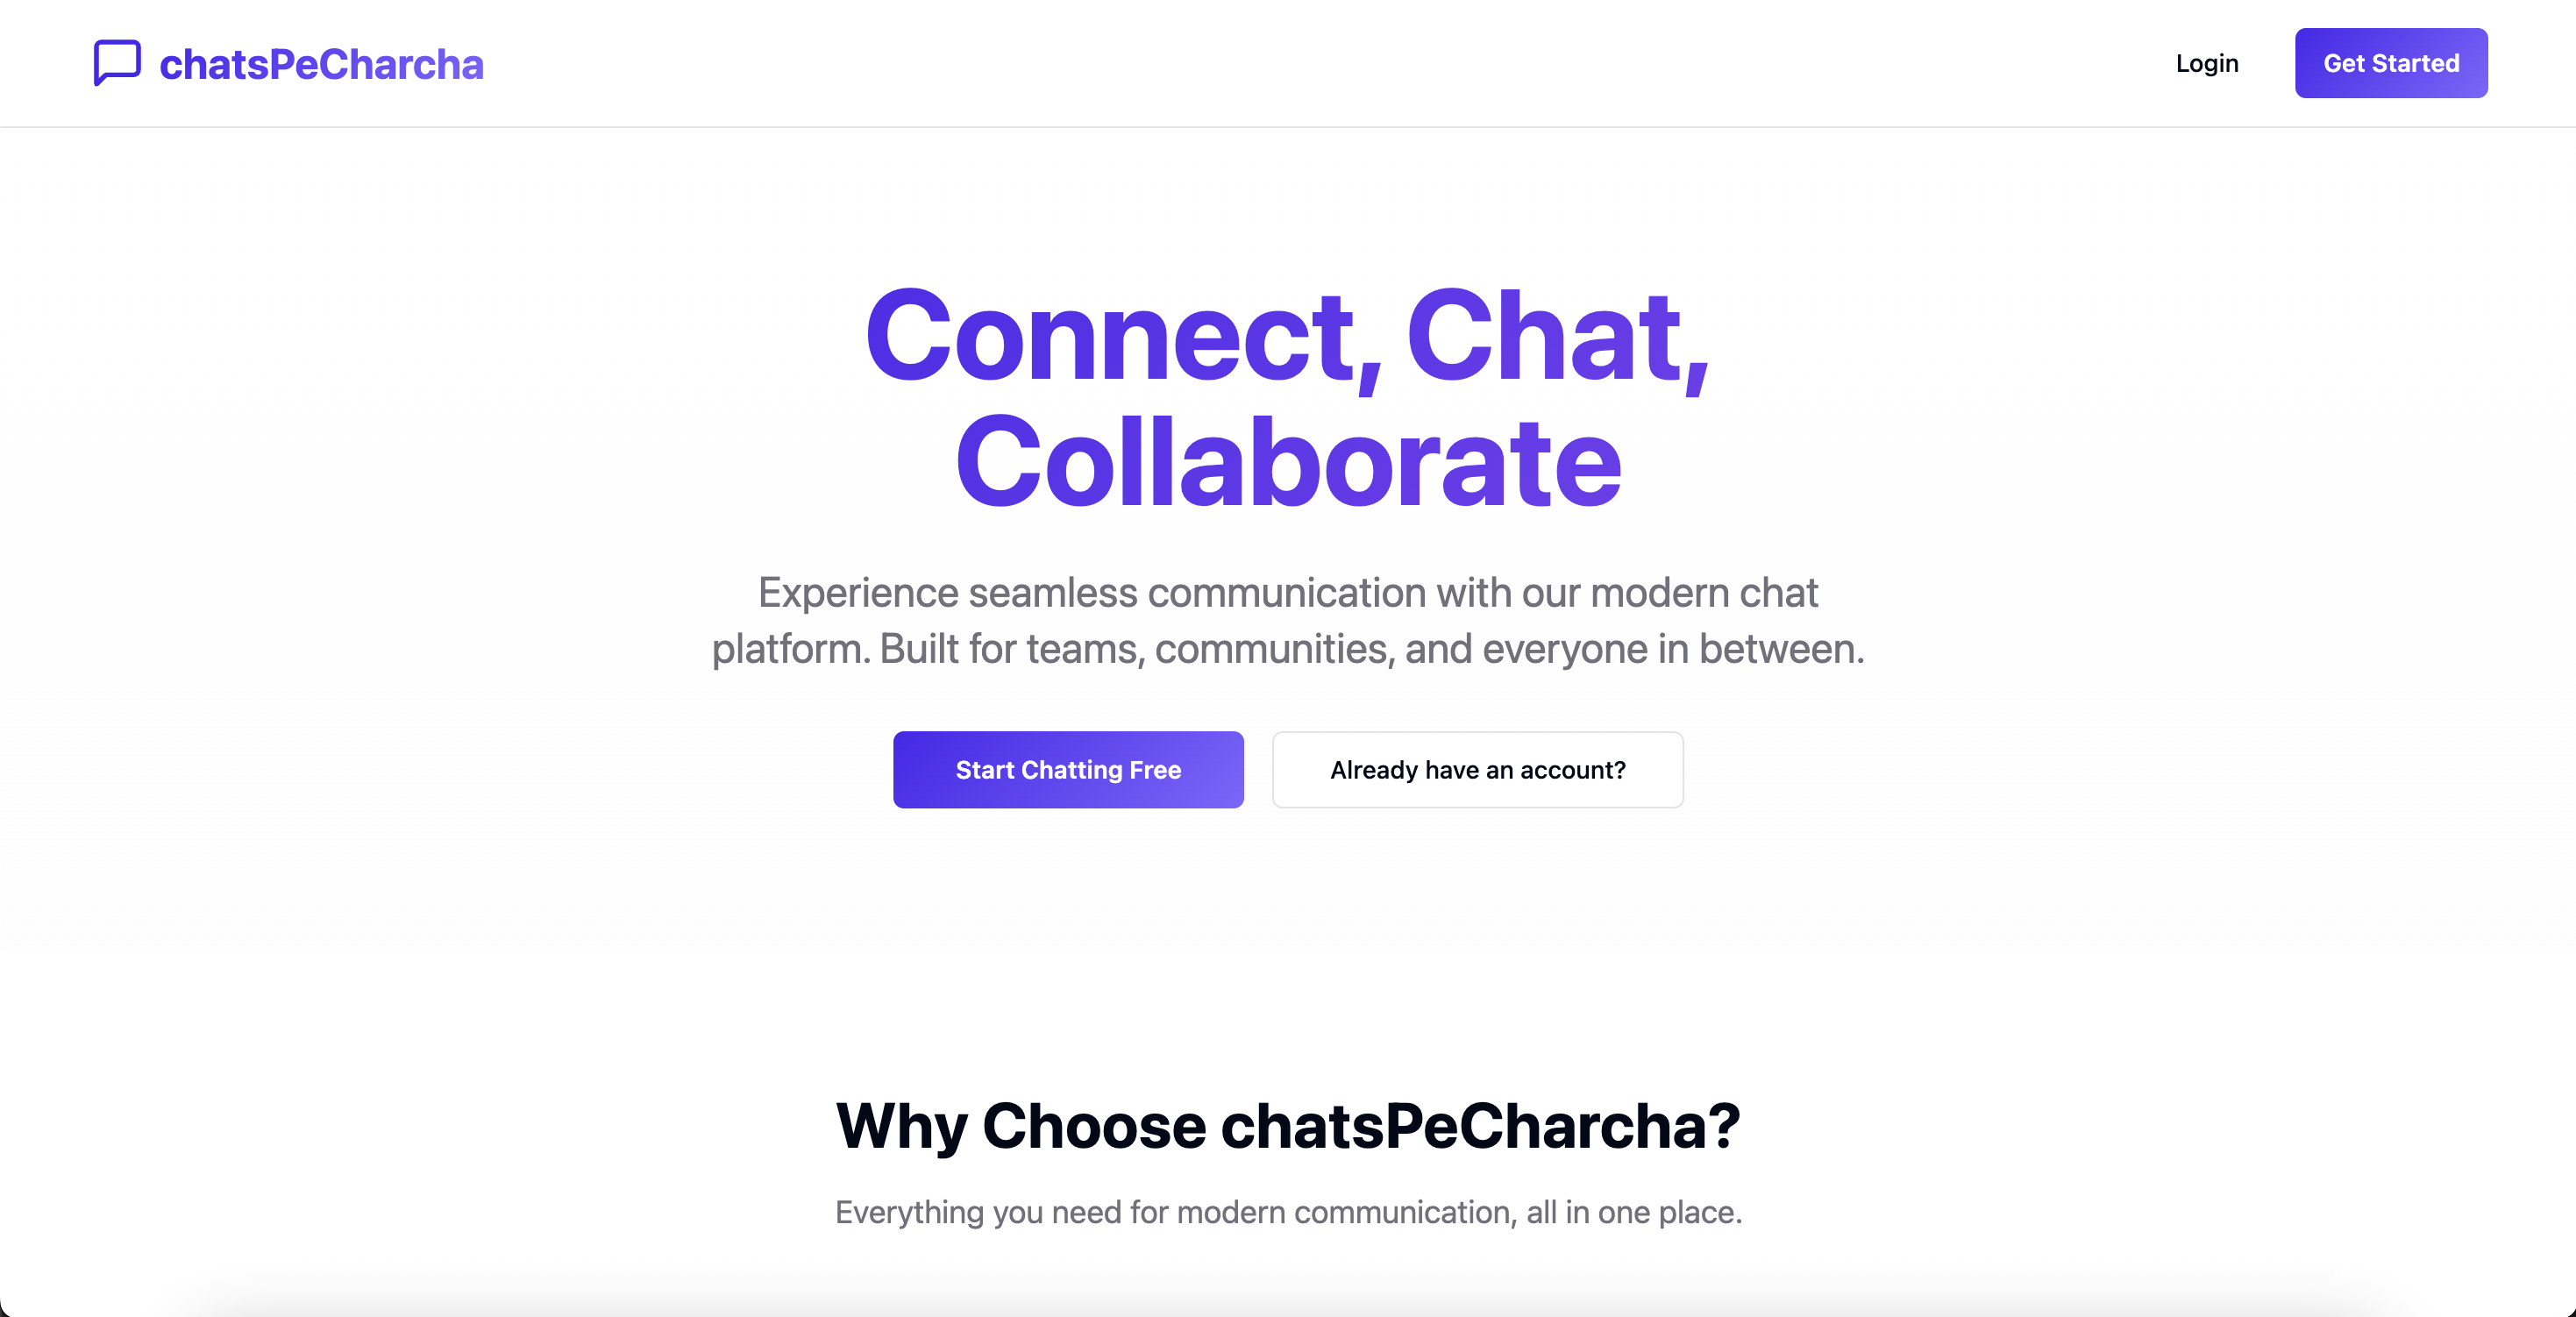 chatsPeCharcha
Login
Get Started
Connect, Chat,
Collaborate
Experience seamless communication with our modern chat
platform. Built for teams, communities, and everyone in between.
Start Chatting Free
Already have an account?
Why Choose chatsPeCharcha?
Everything you need for modern communication, all in one place.